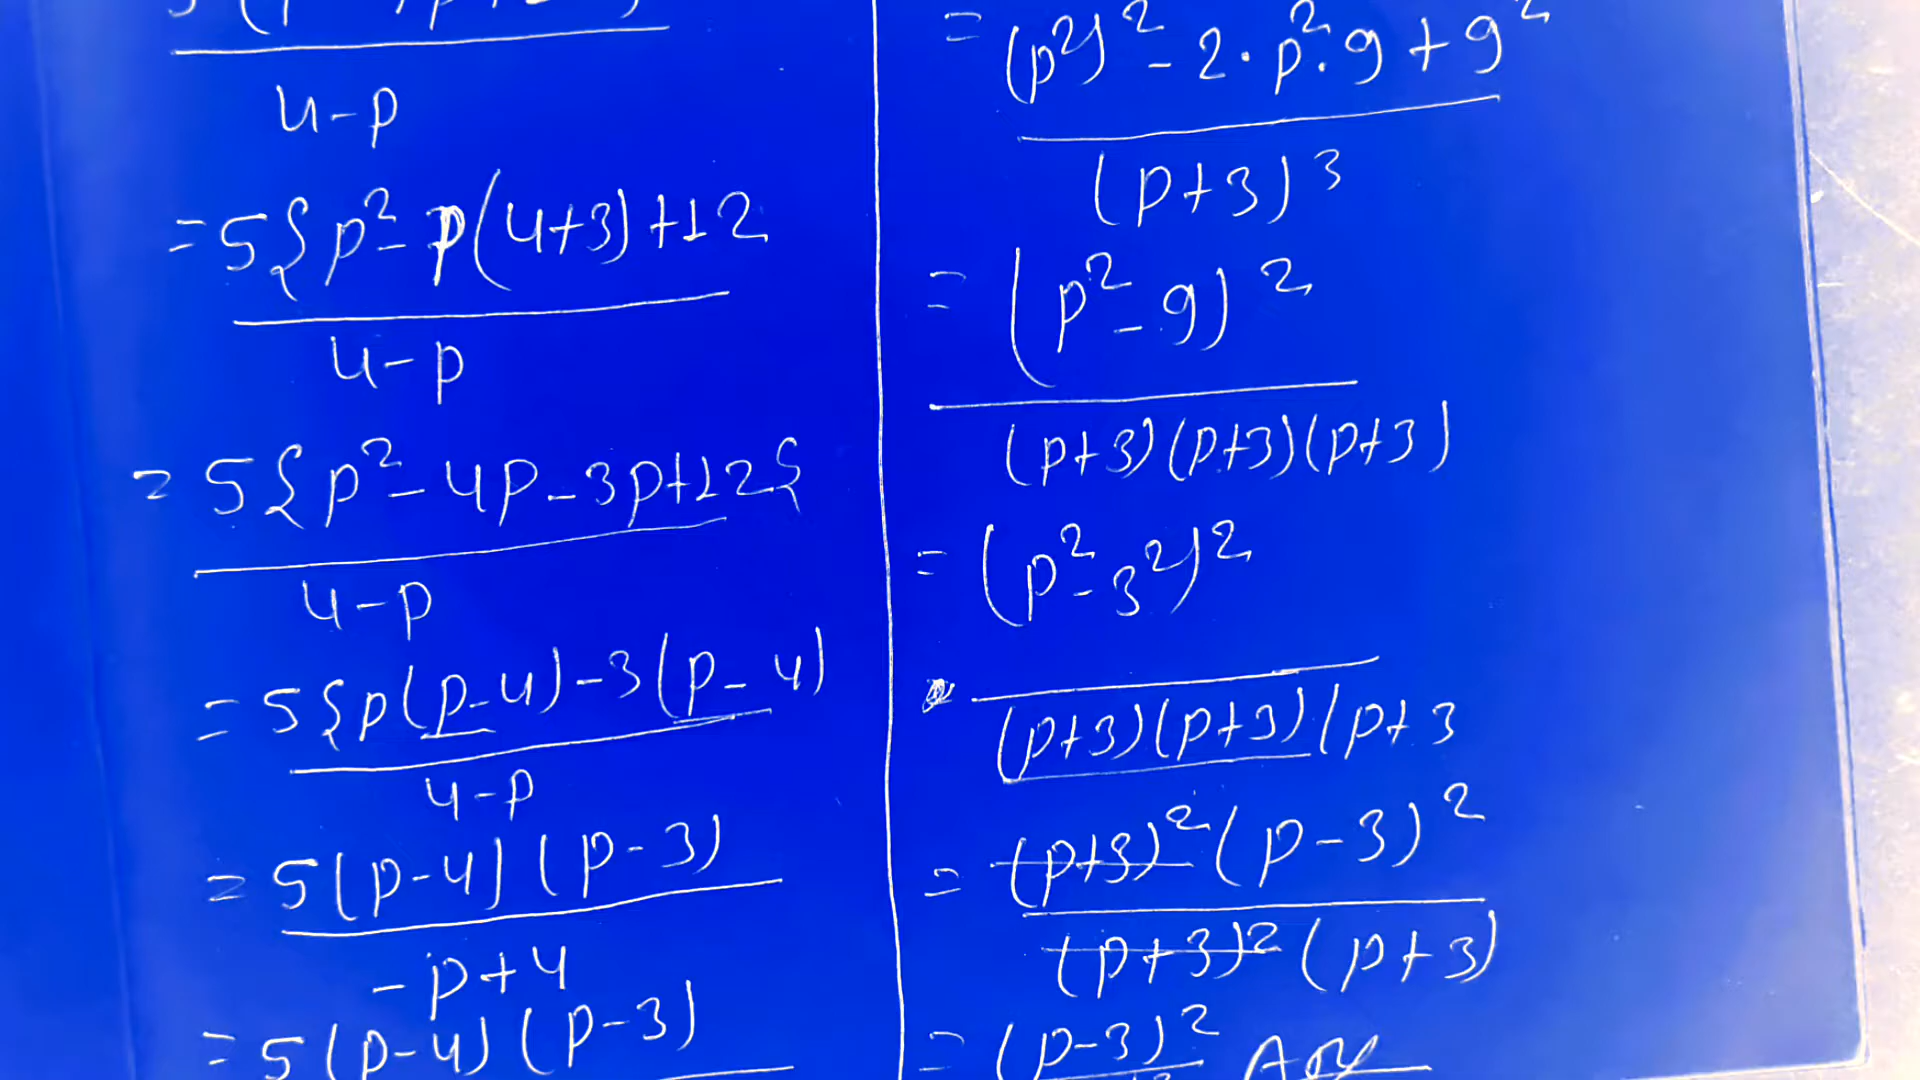 4-p
=5{p²-p(4+3)+12
4-p
=5{p²-4p-3p+12}
4-p
=5{p(p-4)-3(p-4)
4-p
=5(p-4)(p-3)
-p+4
=5(p-4)(p-3)
=(p²)²-2·p²·9+9²
(p+3)³
=(p²-9)²
(p+3)(p+3)(p+3)
=(p²-3²)²
(p+3)(p+3)(p+3
=(p+3)²(p-3)²
(p+3)²(p+3)
=(p-3)²